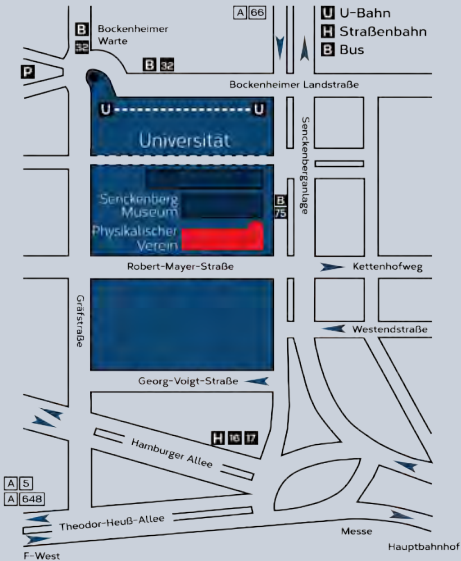 A 66
U U-Bahn
H Straßenbahn
B Bus
B
32
Bockenheimer
Warte
B 32
P
Bockenheimer Landstraße
U
U
Universität
Senckenberganlage
Senckenberg
Museum
B
75
Physikalischer
Verein
Robert-Mayer-Straße
Kettenhofweg
Gräfstraße
Westendstraße
Georg-Voigt-Straße
H 16 17
Hamburger Allee
A 5
A 648
Theodor-Heuß-Allee
Messe
Hauptbahnhof
F-West